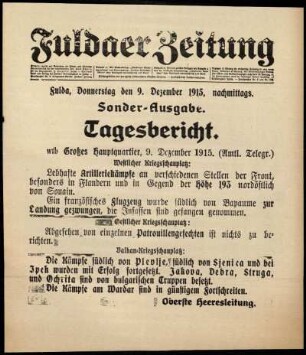 Fuldaer Zeitung
Fulda, Donnerstag den 9. Dezember 1915, nachmittags.
Sonder-Ausgabe.
Tagesbericht.
wtb Großes Hauptquartier, 9. Dezember 1915. (Amtl. Telegr.)
Westlicher Kriegsschauplatz:
Lebhafte Artilleriekämpfe an verschiedenen Stellen der Front,
besonders in Flandern und in Gegend der Höhe 193 nordöstlich
von Souain.
Ein französisches Flugzeug wurde südlich von Bapaume zur
Landung gezwungen, die Insassen sind gefangen genommen.
Oestlicher Kriegsschauplatz:
Abgesehen von einzelnen Patrouillengefechten ist nichts zu be-
richten.
Balkan-Kriegsschauplatz:
Die Kämpfe südlich von Plevlje, südlich von Sjenica und bei
Ipek wurden mit Erfolg fortgesetzt. Jakova, Debra, Struga,
und Ochrida sind von bulgarischen Truppen besetzt.
Die Kämpfe am Wardar sind in günstigem Fortschreiten.
Oberste Heeresleitung.